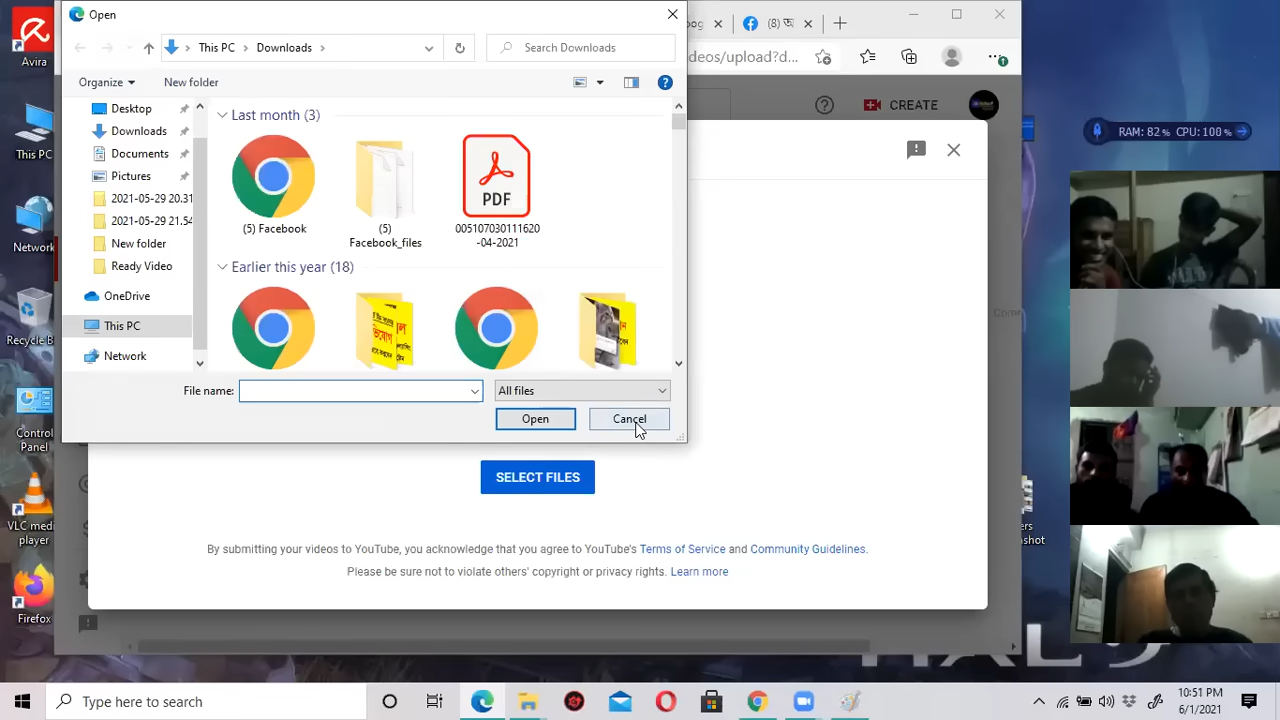 Open
This PC
Downloads
Search Downloads
Organize
New folder
Desktop
Downloads
Documents
Pictures
2021-05-29 20.31
2021-05-29 21.54
New folder
Ready Video
OneDrive
This PC
Network
Last month (3)
(5) Facebook
(5)
Facebook_files
PDF
005107030111620
-04-2021
Earlier this year (18)
File name:
All files
Open
Cancel
(8) অ
deos/upload?d...
CREATE
SELECT FILES
By submitting your videos to YouTube, you acknowledge that you agree to YouTube's Terms of Service and Community Guidelines.
Please be sure not to violate others' copyright or privacy rights. Learn more
RAM: 82% CPU: 108%
Avira
This PC
Network
Recycle B
Control
Panel
VLC med
player
Firefox
Type here to search
10:51 PM
6/1/2021